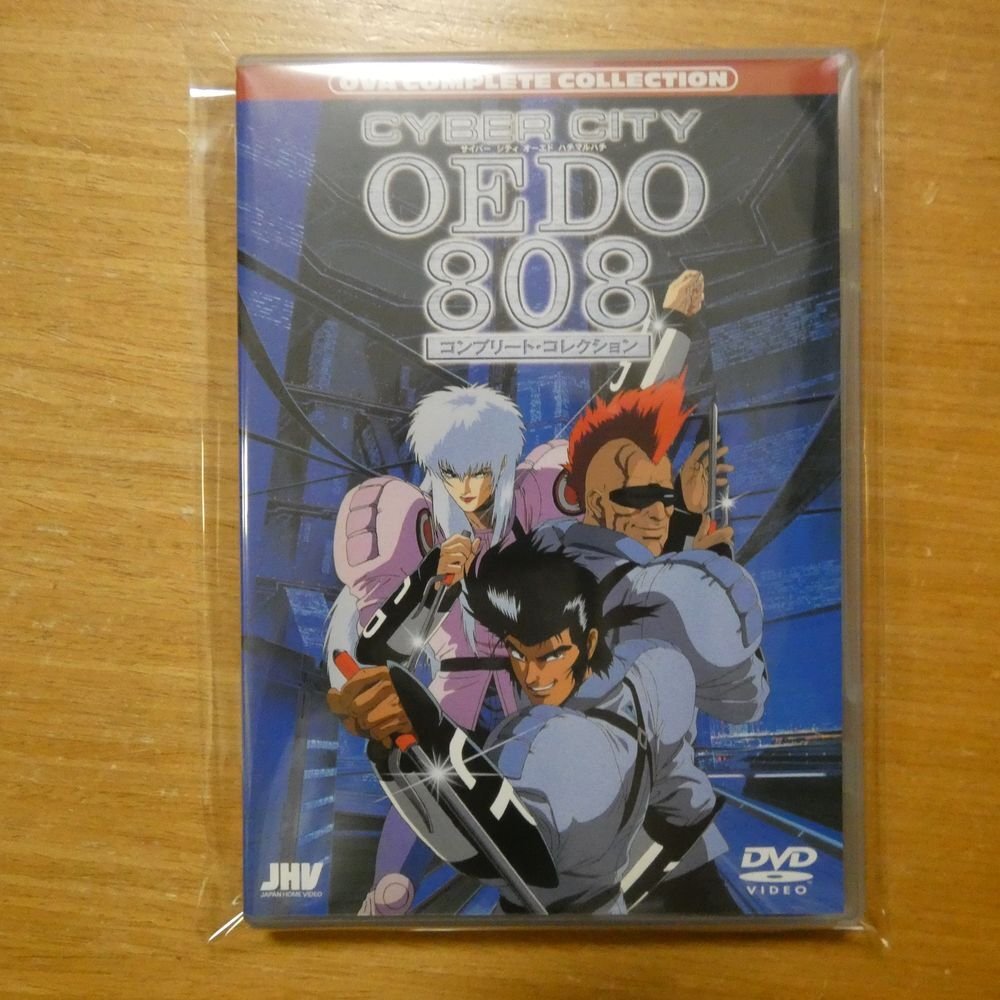 OVA COMPLETE COLLECTION
CYBER CITY
サイバー シティ オーエド ハチマルハチ
OEDO
808
コンプリート・コレクション
JHV
JAPAN HOME VIDEO
DVD
VIDEO